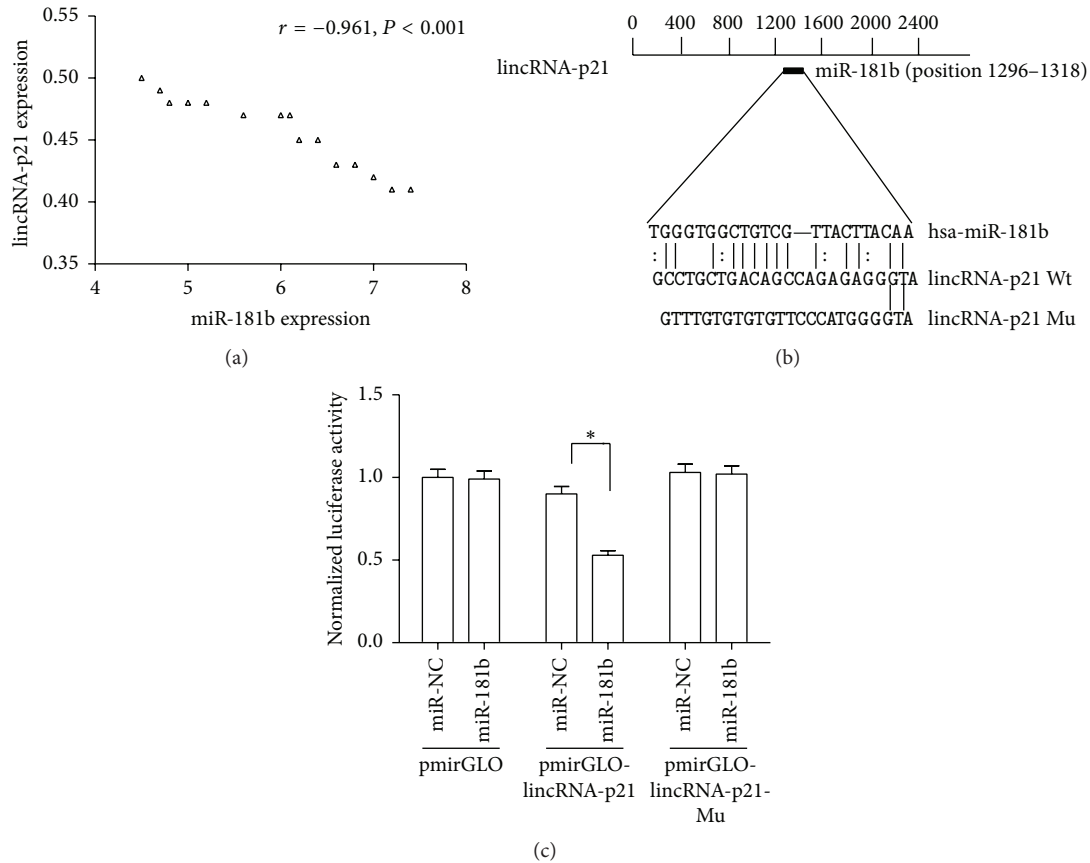 r = −0.961, P < 0.001
0.55
0.50
0.45
0.40
0.35
lincRNA-p21 expression
4 5 6 7 8
miR-181b expression
(a)
0 400 800 1200 1600 2000 2400
lincRNA-p21
miR-181b (position 1296–1318)
TGGGTGGCTGTCG—TTACTTACAA hsa-miR-181b
GCCTGCTGACAGCCAGAGAGGGTA lincRNA-p21 Wt
GTTTGTGTGTGTTCCCATGGGGTA lincRNA-p21 Mu
(b)
1.5
1.0
0.5
0.0
Normalized luciferase activity
*
miR-NC miR-181b miR-NC miR-181b miR-NC miR-181b
pmirGLO pmirGLO- pmirGLO-
lincRNA-p21 lincRNA-p21-
Mu
(c)